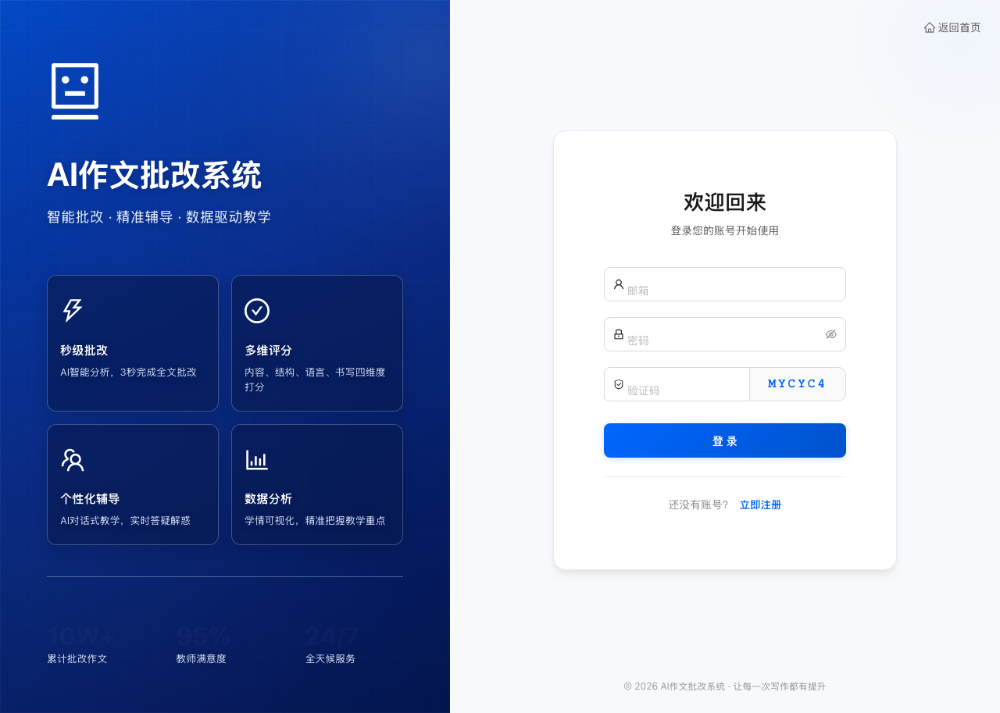 AI作文批改系统
智能批改 · 精准辅导 · 数据驱动教学
秒级批改
AI智能分析，3秒完成全文批改
多维评分
内容、结构、语言、书写四维度
打分
个性化辅导
AI对话式教学，实时答疑解惑
数据分析
学情可视化，精准把握教学重点
10W+
累计批改作文
95%
教师满意度
24/7
全天候服务
返回首页
欢迎回来
登录您的账号开始使用
邮箱
密码
验证码
MYCYC4
登 录
还没有账号？ 立即注册
© 2026 AI作文批改系统 · 让每一次写作都有提升